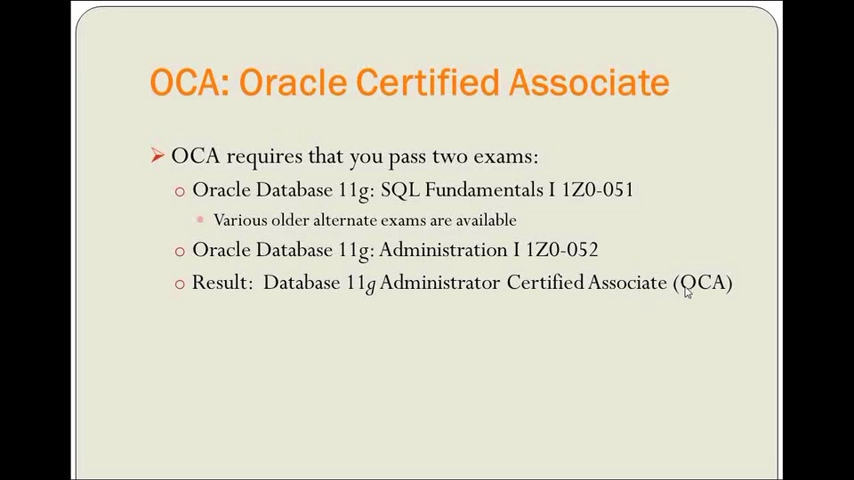 OCA: Oracle Certified Associate
OCA requires that you pass two exams:
Oracle Database 11g: SQL Fundamentals I 1Z0-051
Various older alternate exams are available
Oracle Database 11g: Administration I 1Z0-052
Result: Database 11g Administrator Certified Associate (OCA)